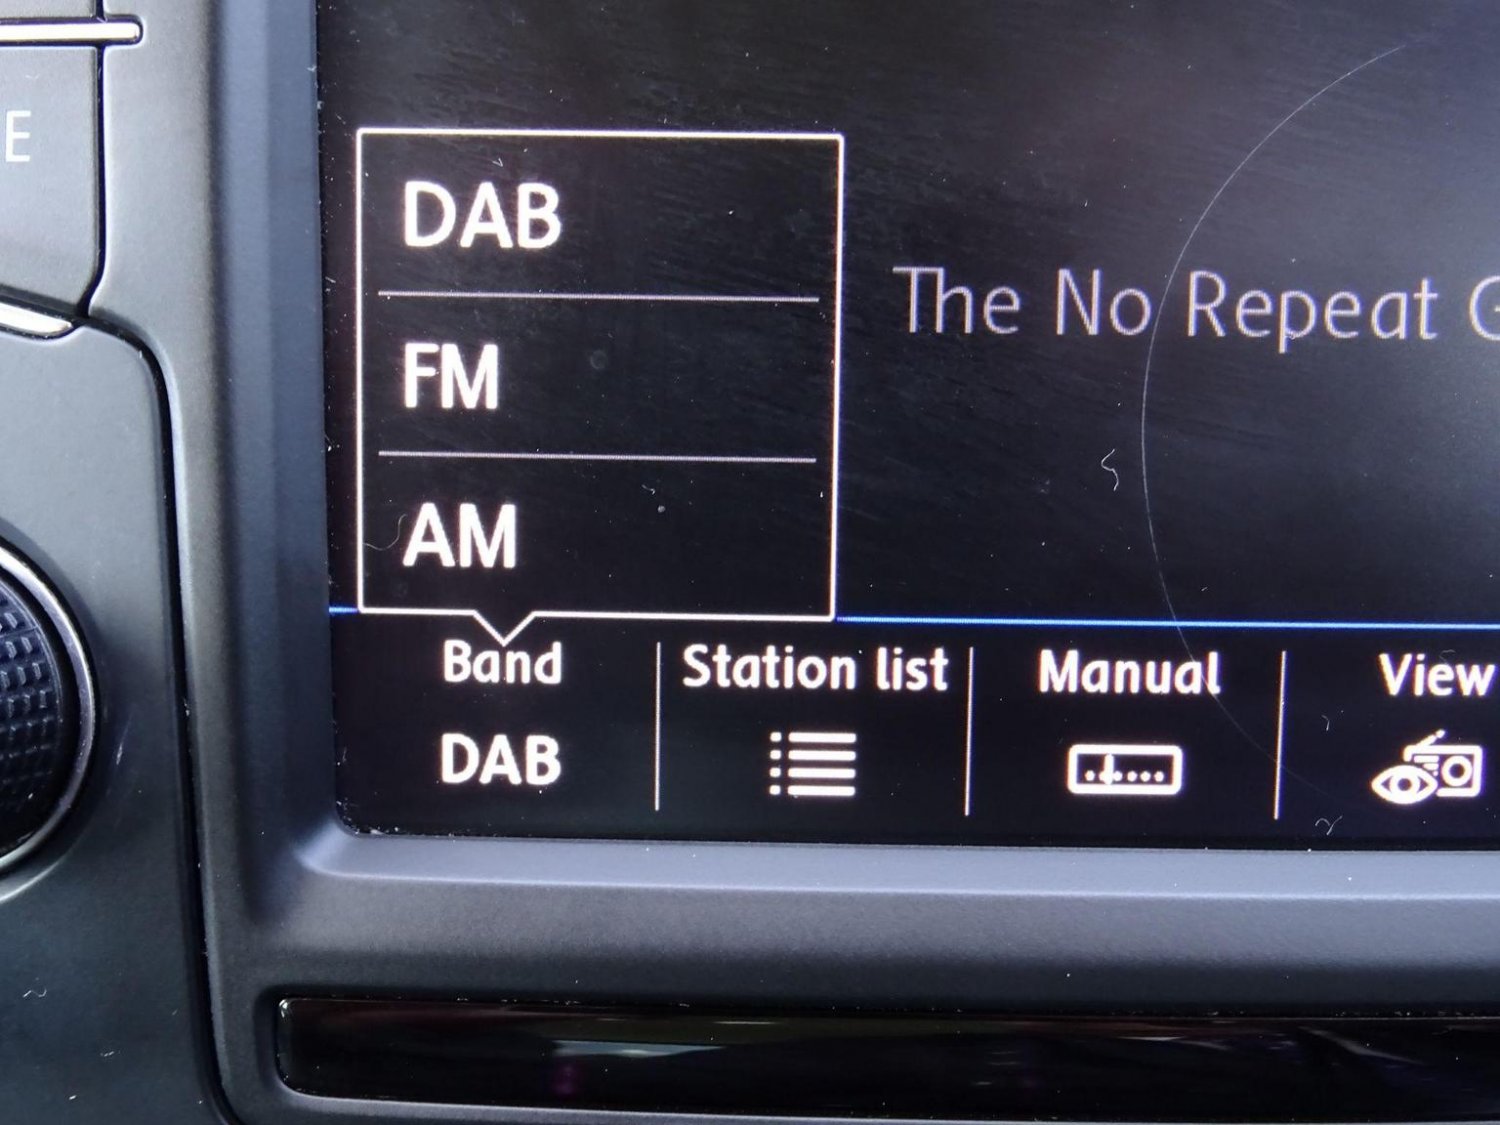 E
DAB
The No Repeat G
FM
AM
Band
Station list
Manual
View
DAB